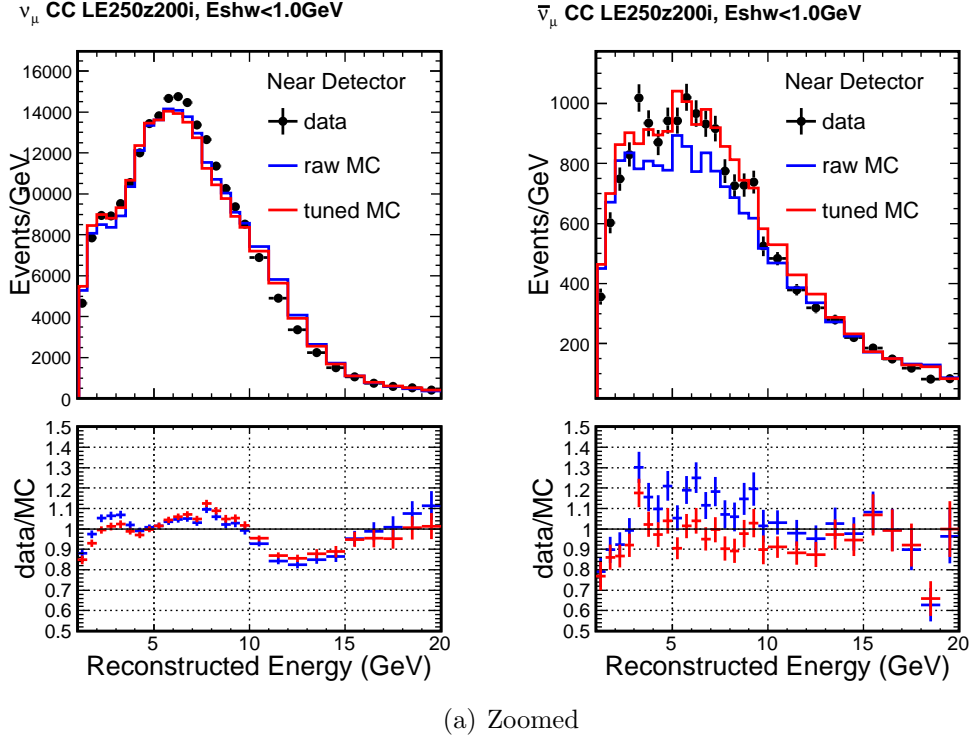 ν_μ CC LE250z200i, Eshw<1.0GeV
16000
14000
12000
10000
8000
6000
4000
2000
0
Events/GeV
Near Detector
data
raw MC
tuned MC
1.5
1.4
1.3
1.2
1.1
1
0.9
0.8
0.7
0.6
0.5
data/MC
5 10 15 20
Reconstructed Energy (GeV)
ν̅_μ CC LE250z200i, Eshw<1.0GeV
1000
800
600
400
200
Events/GeV
Near Detector
data
raw MC
tuned MC
1.5
1.4
1.3
1.2
1.1
1
0.9
0.8
0.7
0.6
0.5
data/MC
5 10 15 20
Reconstructed Energy (GeV)
(a) Zoomed